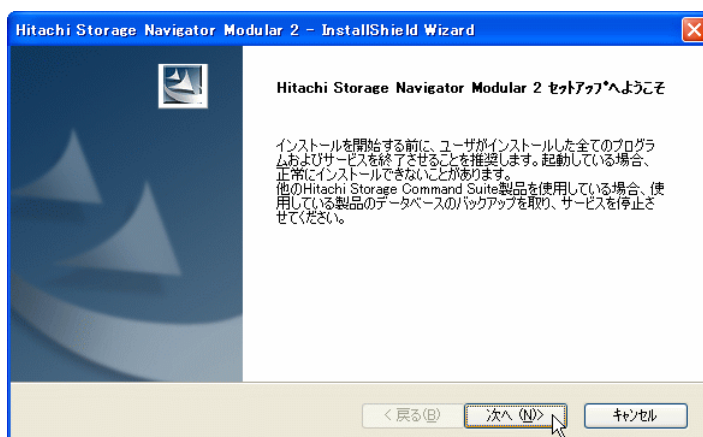 Hitachi Storage Navigator Modular 2 - InstallShield Wizard
Hitachi Storage Navigator Modular 2 ｾｯﾄｱｯﾌﾟへようこそ
インストールを開始する前に、ユーザがインストールした全てのプログラ
ムおよびサービスを終了させることを推奨します。起動している場合、
正常にインストールできないことがあります。
他のHitachi Storage Command Suite製品を使用している場合、使
用している製品のデータベースのバックアップを取り、サービスを停止さ
せてください。
< 戻る(B)
次へ (N)>
ｷｬﾝｾﾙ